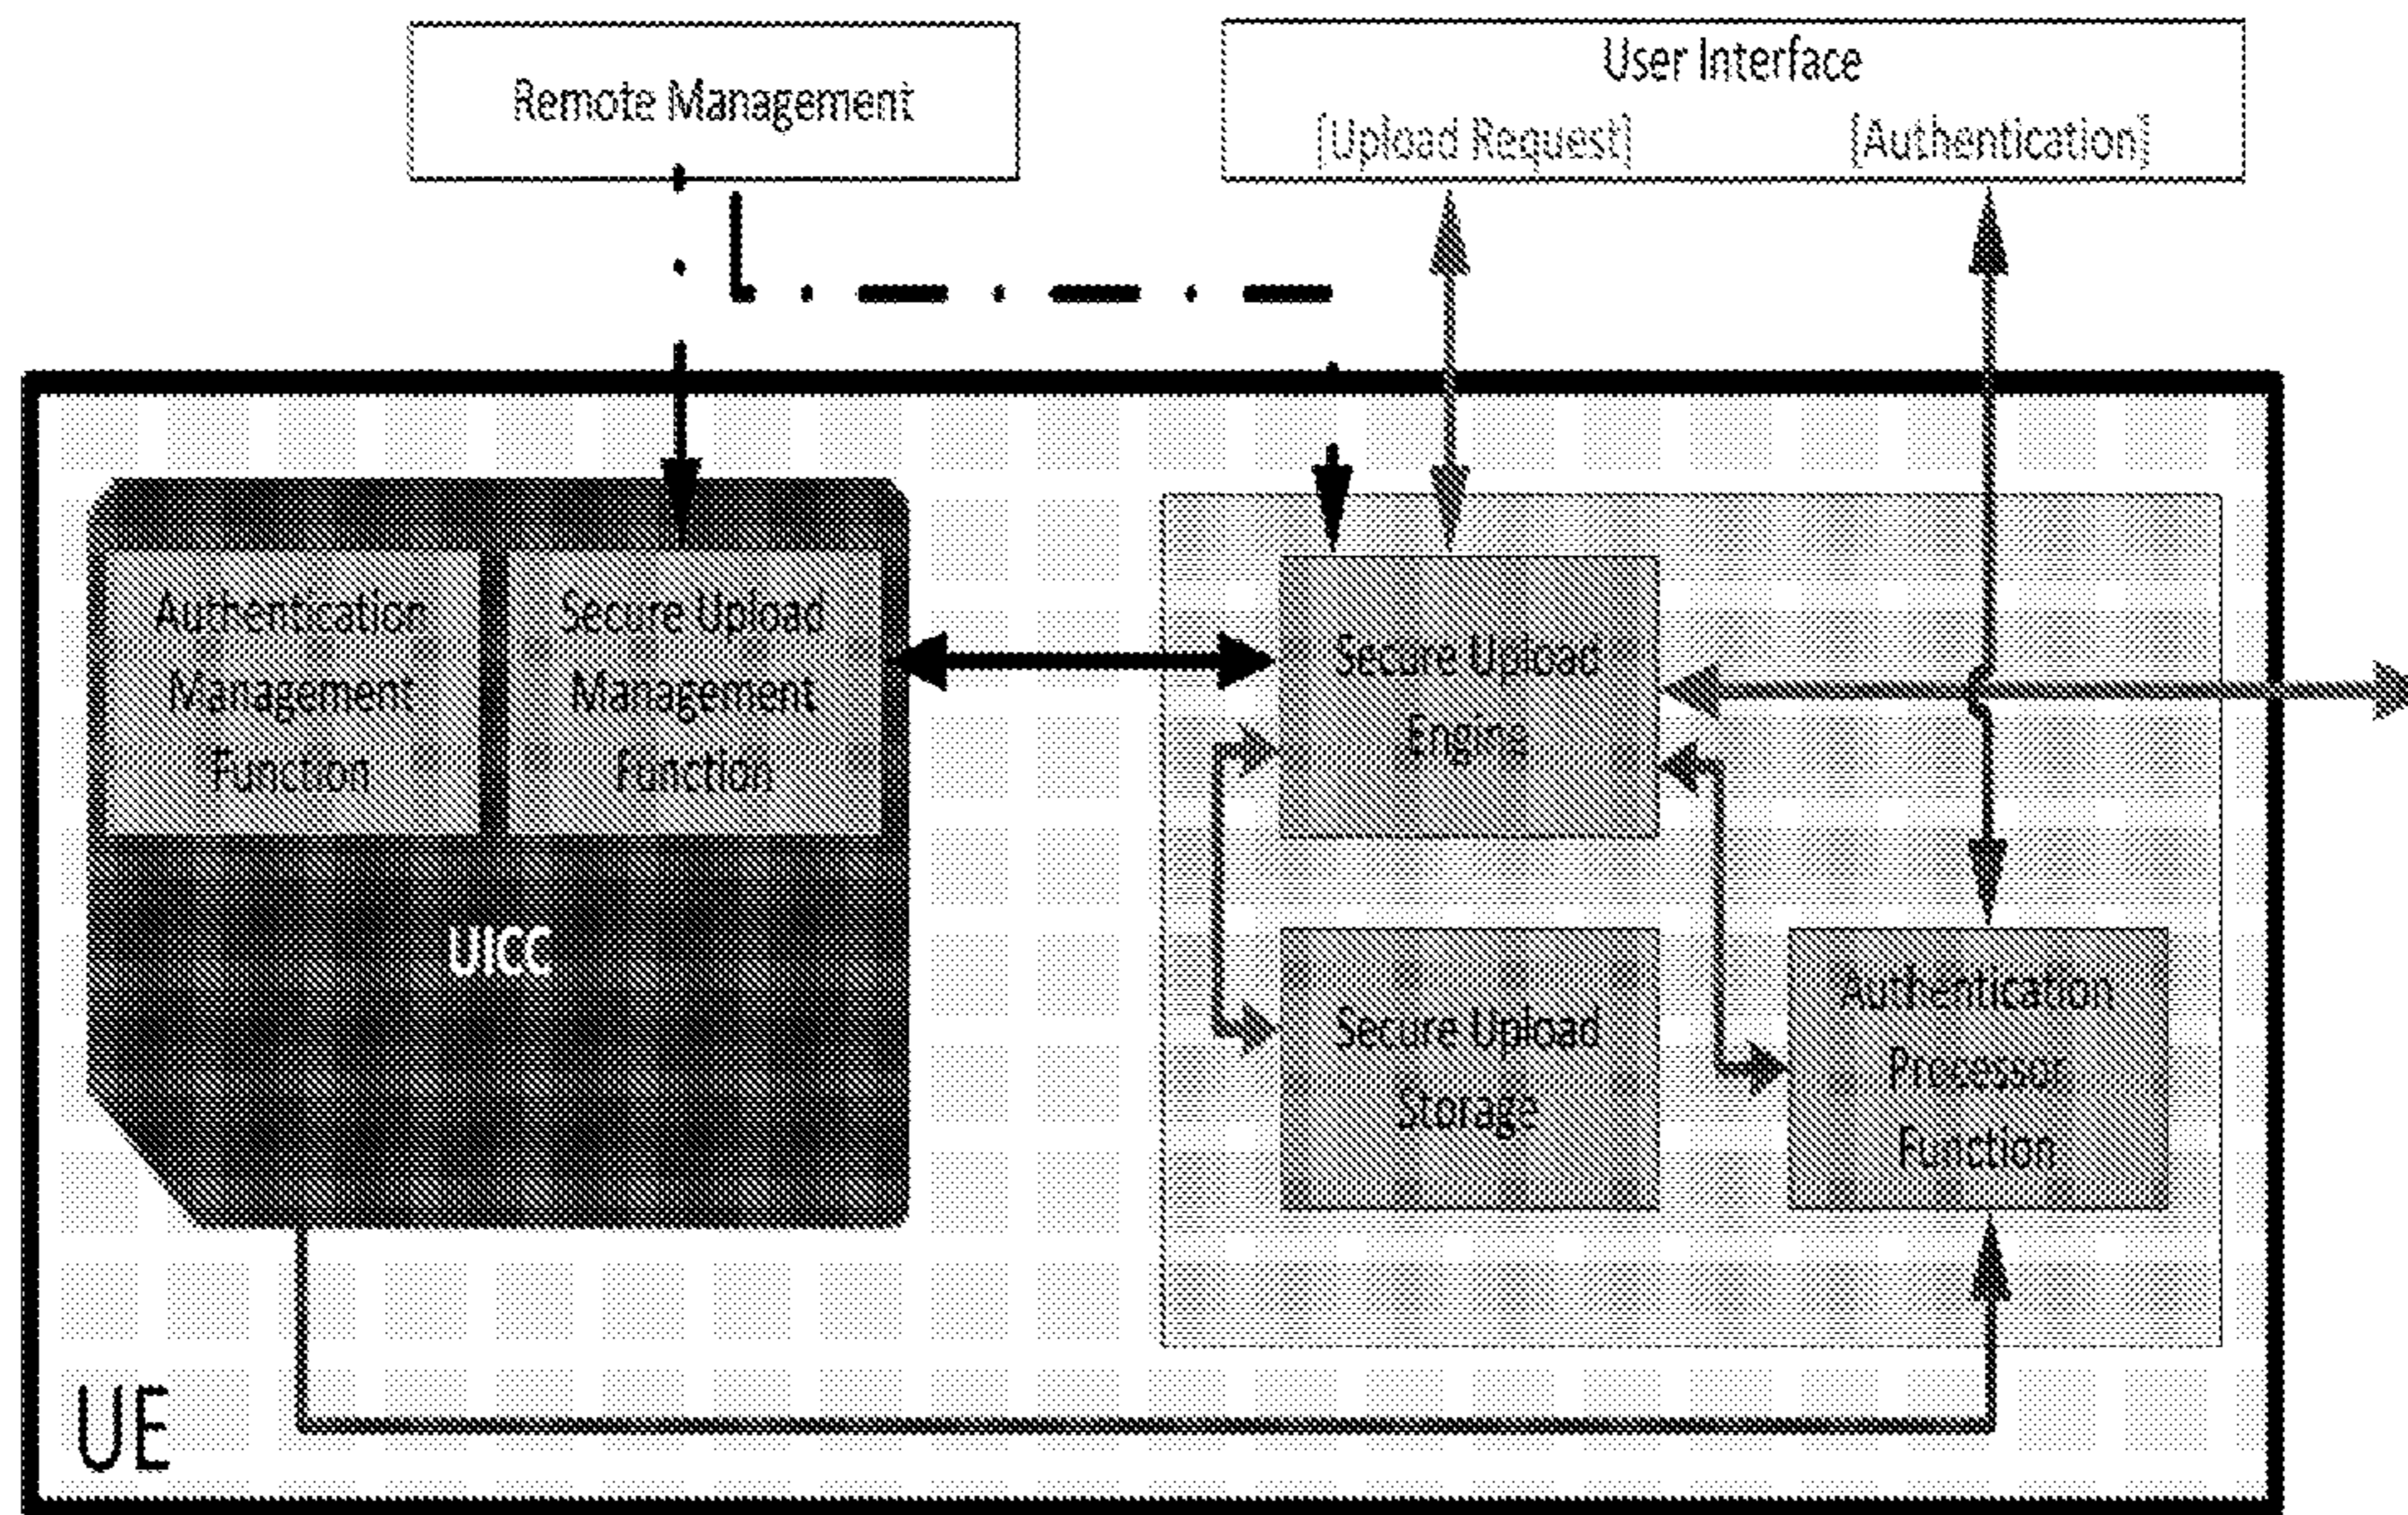 Remote Management
User Interface
[Upload Request]
[Authentication]
Authentication
Management
Function
Secure Upload
Management
Function
UICC
Secure Upload
Engine
Secure Upload
Storage
Authentication
Processor
Function
UE